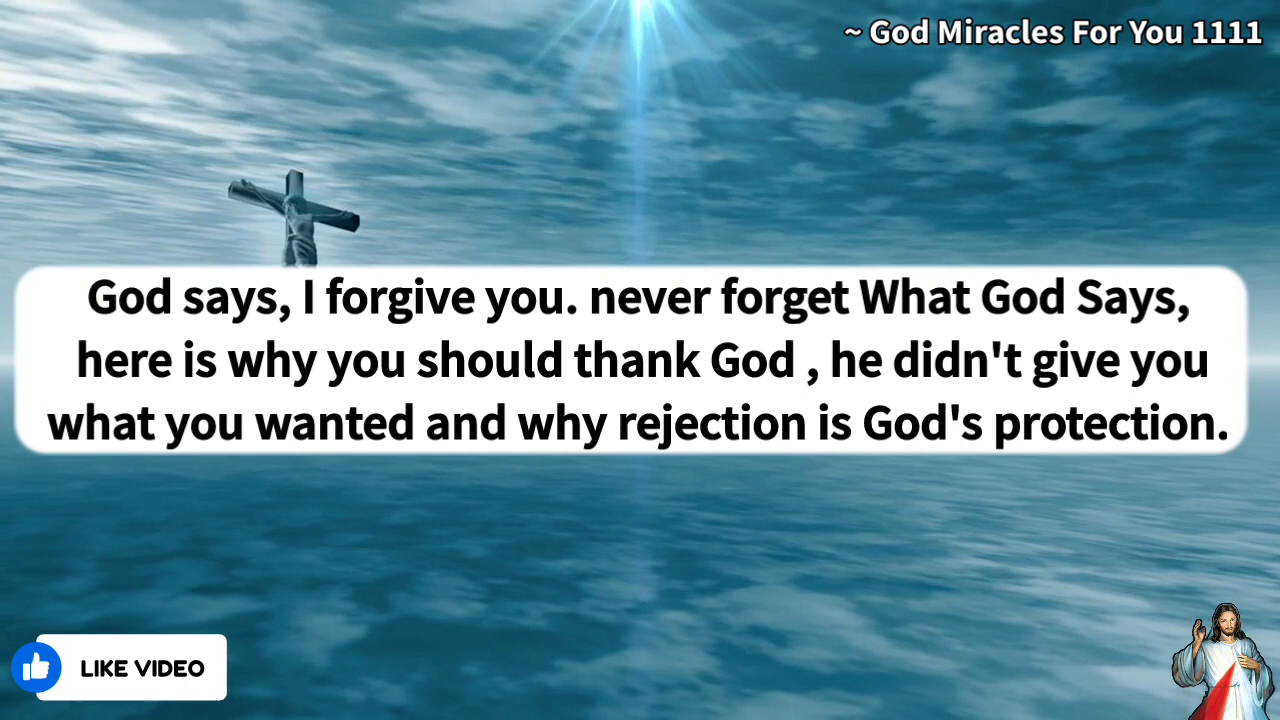 ~ God Miracles For You 1111
God says, I forgive you. never forget What God Says,
here is why you should thank God , he didn't give you
what you wanted and why rejection is God's protection.
LIKE VIDEO